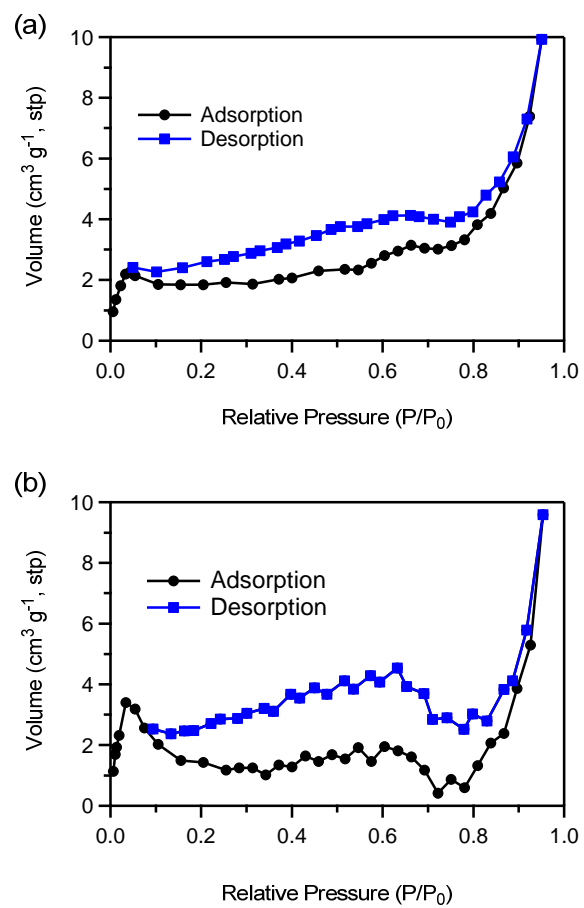 (a)
10
8
6
4
2
0
Volume (cm³ g⁻¹, stp)
Adsorption
Desorption
0.0 0.2 0.4 0.6 0.8 1.0
Relative Pressure (P/P₀)
(b)
10
8
6
4
2
0
Volume (cm³ g⁻¹, stp)
Adsorption
Desorption
0.0 0.2 0.4 0.6 0.8 1.0
Relative Pressure (P/P₀)